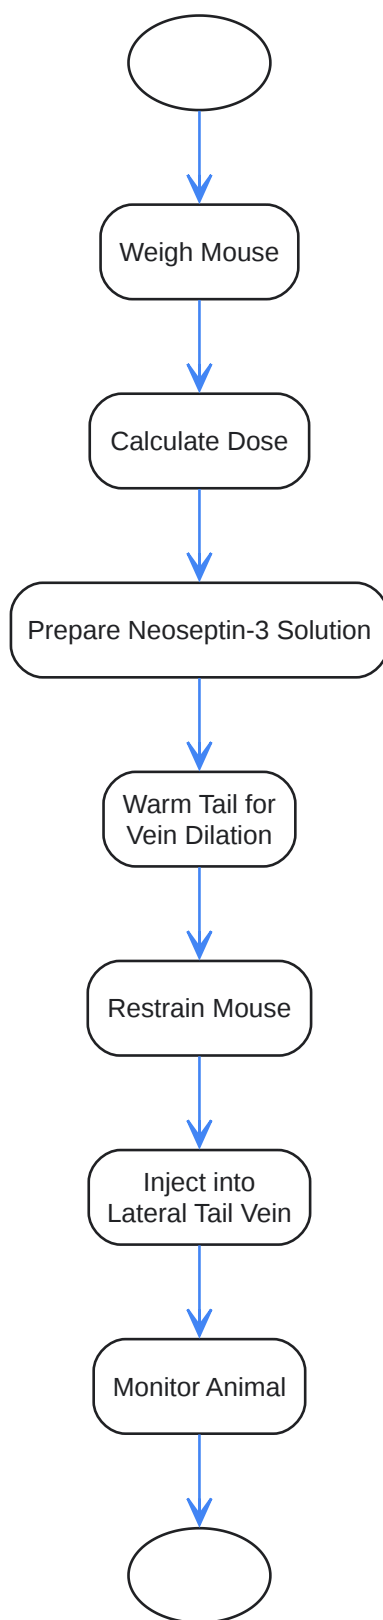 Weigh Mouse
Calculate Dose
Prepare Neoseptin-3 Solution
Warm Tail for
Vein Dilation
Restrain Mouse
Inject into
Lateral Tail Vein
Monitor Animal